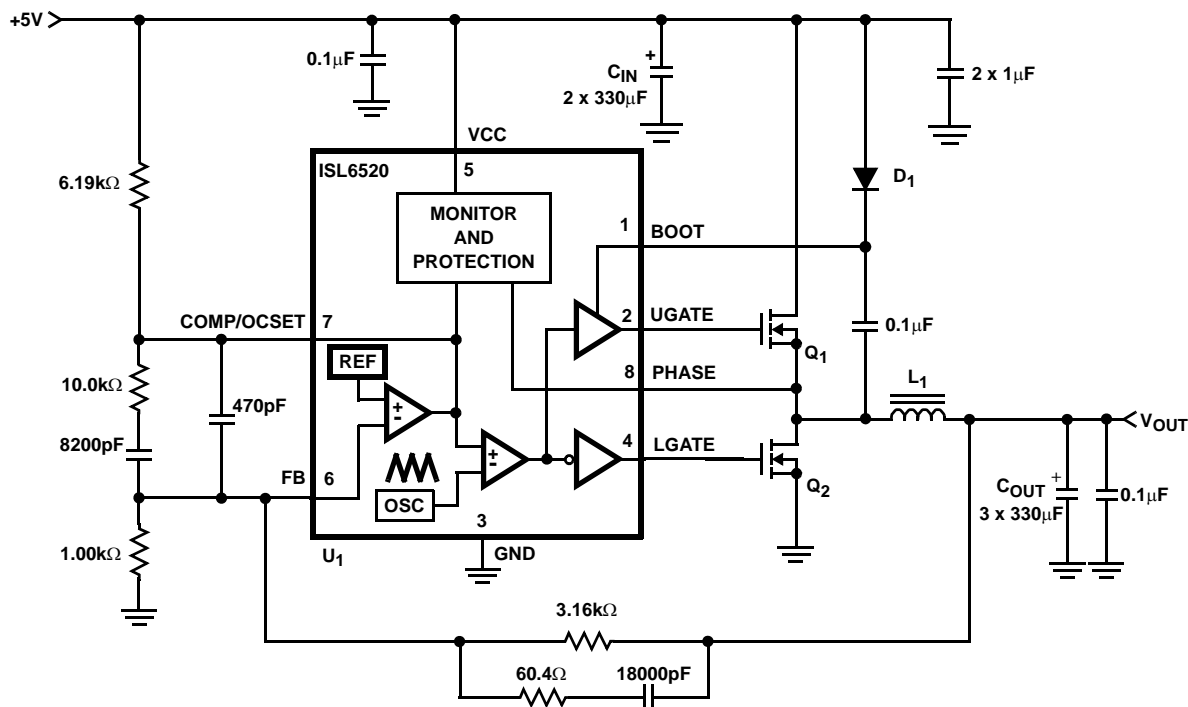 +5V
0.1μF
C_IN
2 x 330μF
2 x 1μF
VCC
ISL6520
5
6.19kΩ
D1
MONITOR
AND
PROTECTION
1
BOOT
COMP/OCSET
7
2
UGATE
0.1μF
Q1
REF
8
PHASE
10.0kΩ
L1
+
-
470pF
8200pF
+
-
4
LGATE
VOUT
FB
6
OSC
Q2
COUT
+
3 x 330μF
0.1μF
3
1.00kΩ
U1
GND
3.16kΩ
60.4Ω
18000pF